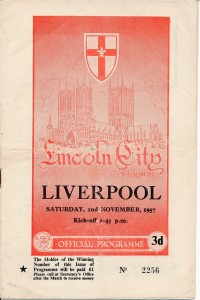 Lincoln City
LIVERPOOL
SATURDAY, 2nd NOVEMBER, 1957
Kick-off 2-45 p.m.
OFFICIAL PROGRAMME 3d
The Holder of the Winning
Number of this Issue of
Programme will be paid £1
★ Please call at Secretary's Office
after the Match to receive money
No 2256